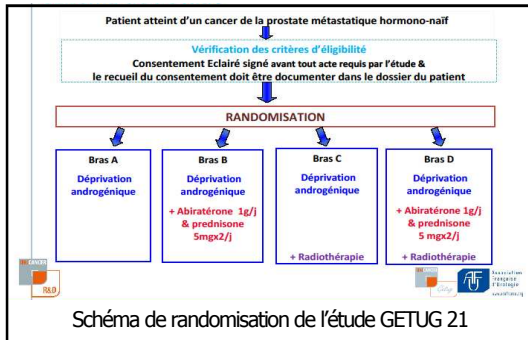 Patient atteint d'un cancer de la prostate métastatique hormono-naïf
Vérification des critères d'éligibilité
Consentement Eclairé signé avant tout acte requis par l'étude &
le recueil du consentement doit être documenter dans le dossier du patient
RANDOMISATION
Bras A
Déprivation
androgénique
Bras B
Déprivation
androgénique
+ Abiratérone 1g/j
& prednisone
5mgx2/j
Bras C
Déprivation
androgénique
+ Radiothérapie
Bras D
Déprivation
androgénique
+ Abiratérone 1g/j
& prednisone
5 mgx2/j
+ Radiothérapie
R&D
Association
Française
d'Urologie
Schéma de randomisation de l'étude GETUG 21